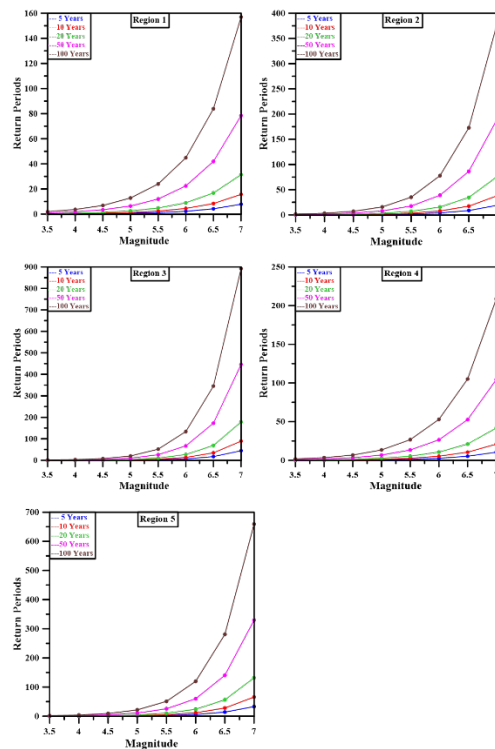 Region 1
5 Years
10 Years
20 Years
50 Years
100 Years
Return Periods
160
140
120
100
80
60
40
20
0
3.5 4 4.5 5 5.5 6 6.5 7
Magnitude
Region 2
5 Years
10 Years
20 Years
50 Years
100 Years
Return Periods
400
350
300
250
200
150
100
50
0
3.5 4 4.5 5 5.5 6 6.5 7
Magnitude
Region 3
5 Years
10 Years
20 Years
50 Years
100 Years
Return Periods
900
800
700
600
500
400
300
200
100
0
3.5 4 4.5 5 5.5 6 6.5 7
Magnitude
Region 4
5 Years
10 Years
20 Years
50 Years
100 Years
Return Periods
250
200
150
100
50
0
3.5 4 4.5 5 5.5 6 6.5 7
Magnitude
Region 5
5 Years
10 Years
20 Years
50 Years
100 Years
Return Periods
700
600
500
400
300
200
100
0
3.5 4 4.5 5 5.5 6 6.5 7
Magnitude